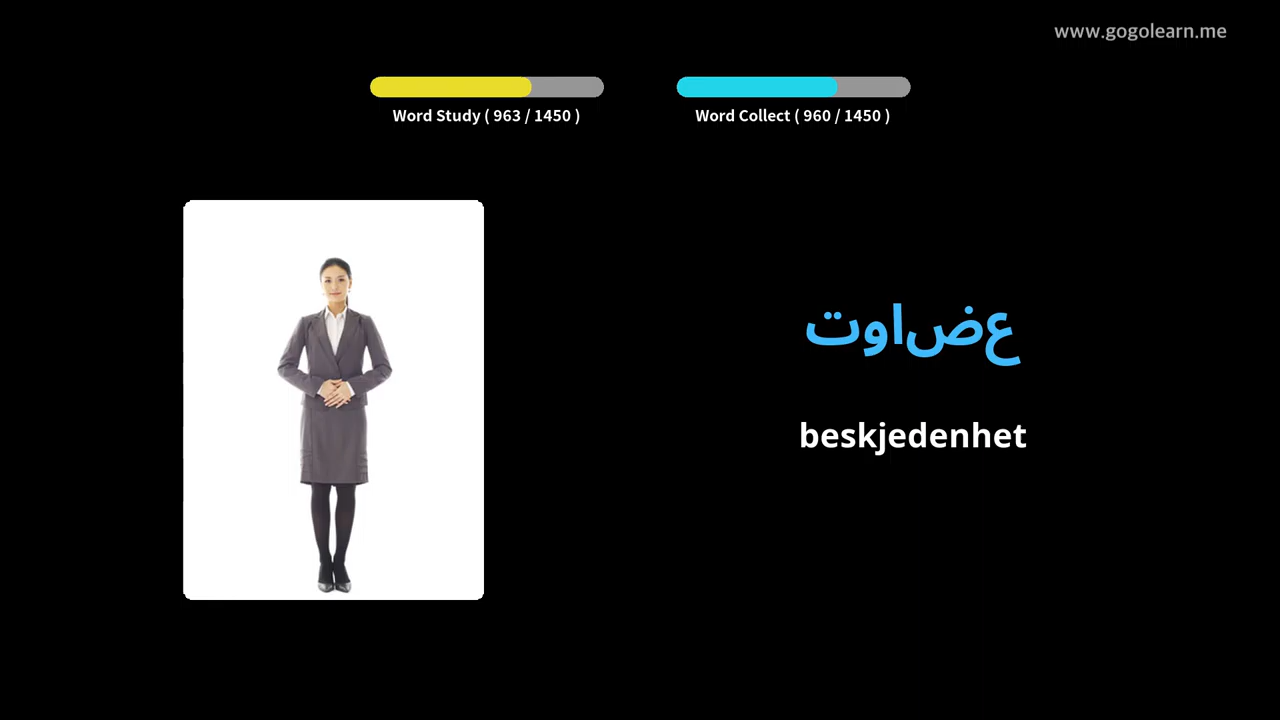 www.gogolearn.me
Word Study ( 963 / 1450 )
Word Collect ( 960 / 1450 )
عضاوت
beskjedenhet